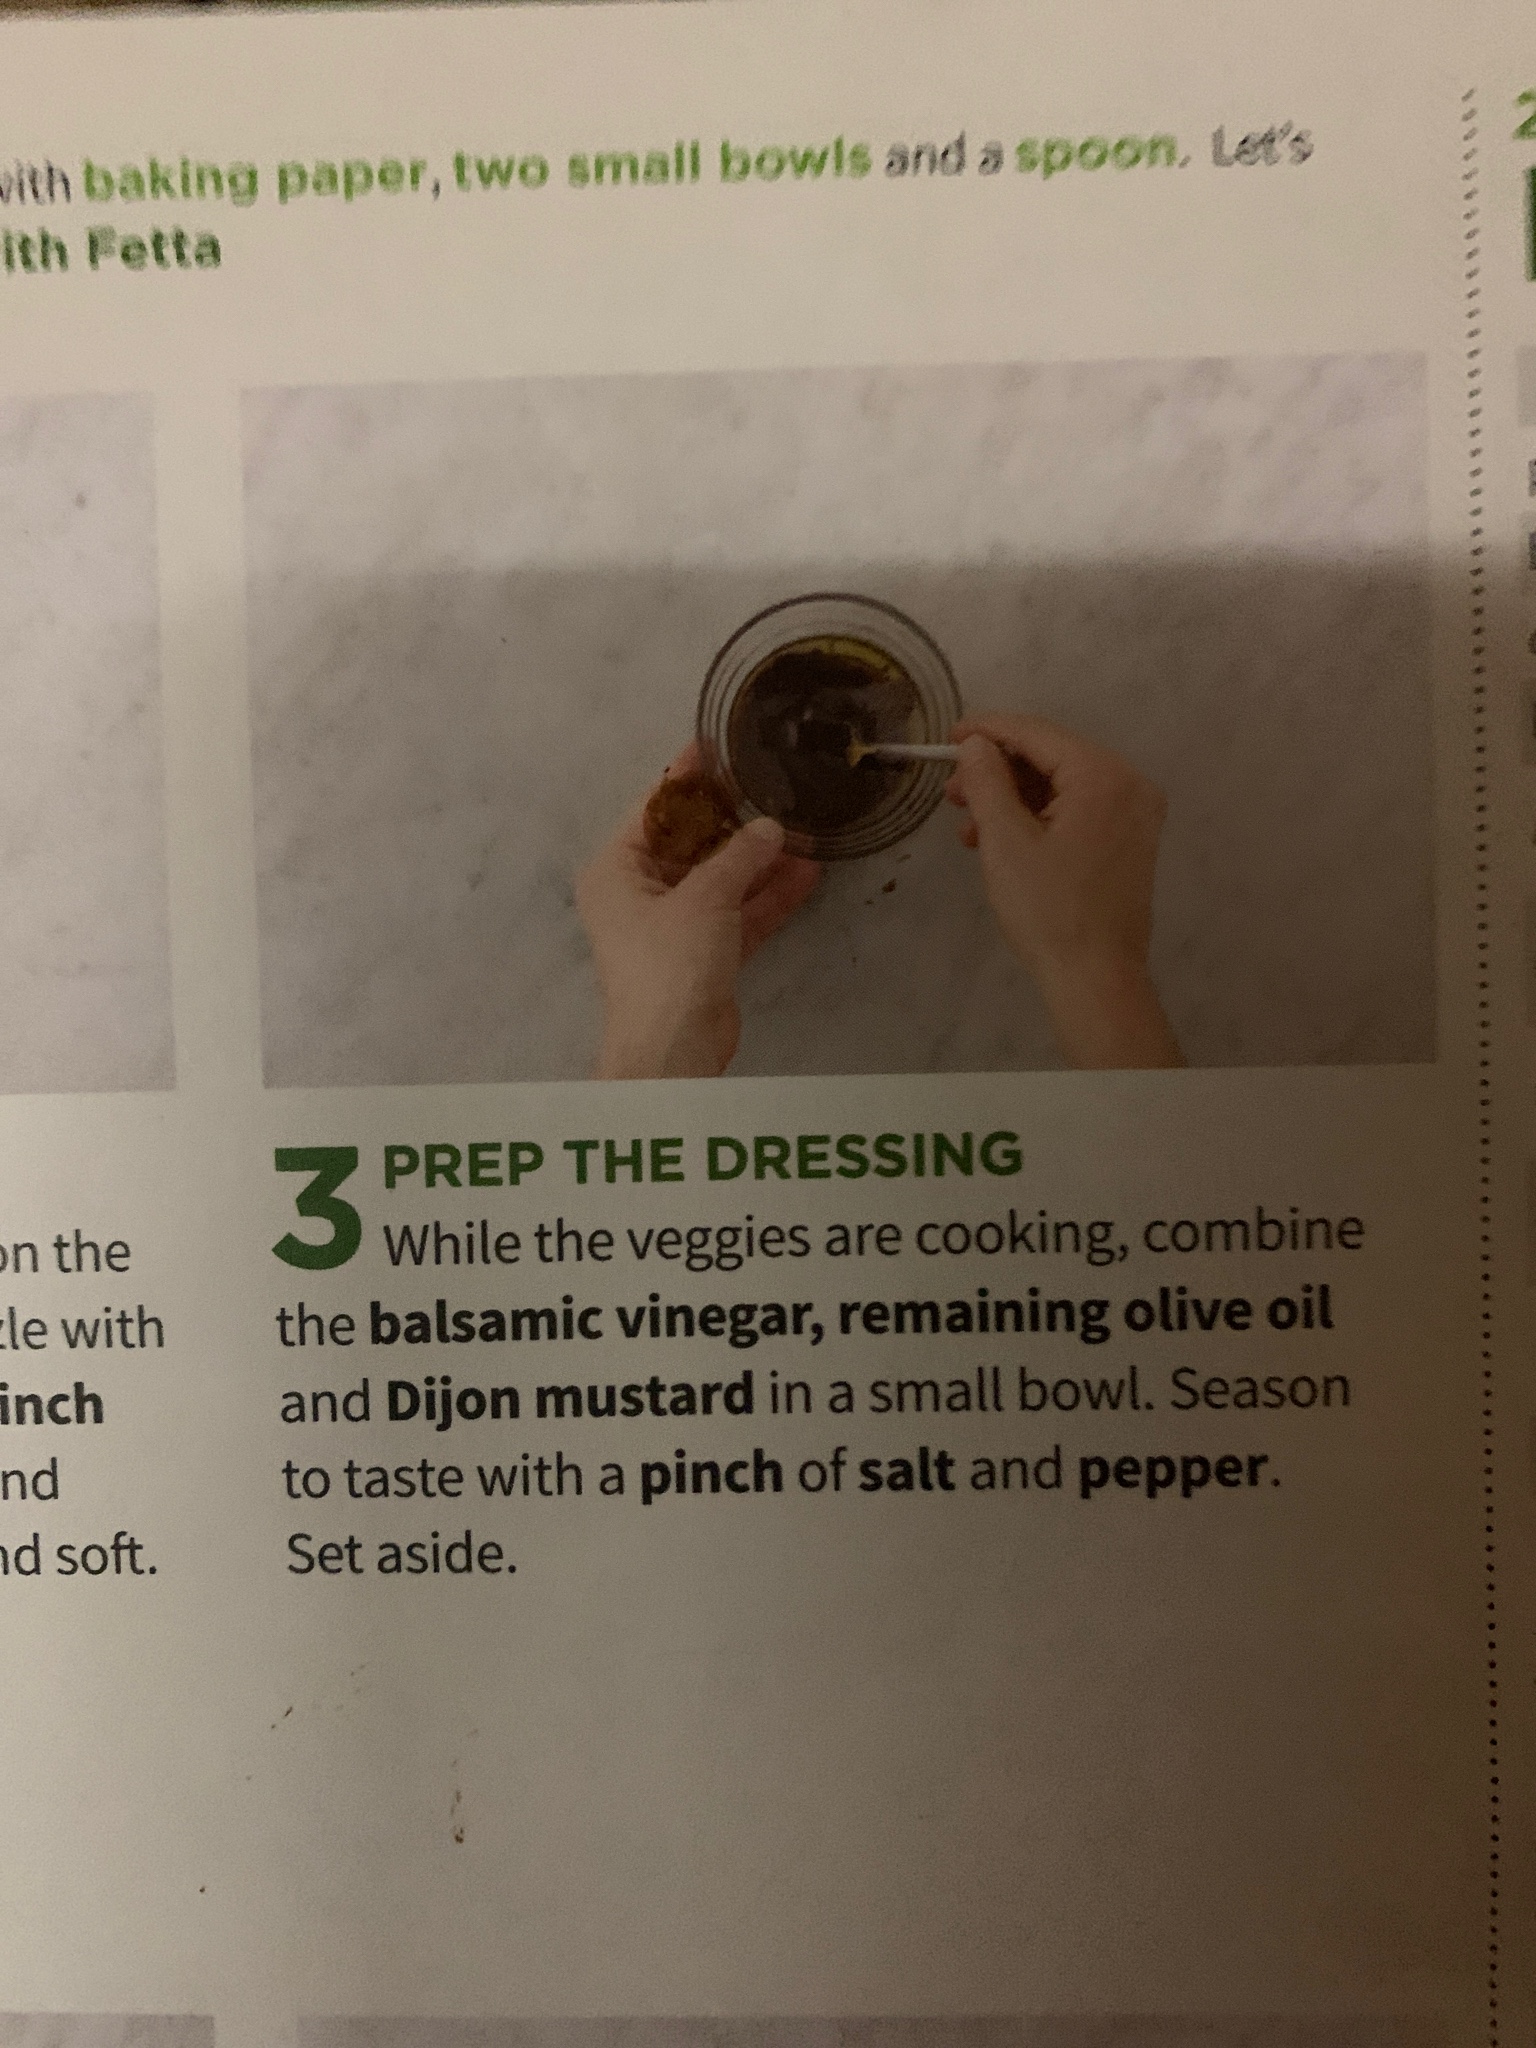 with baking paper, two small bowls and a spoon. Let's
ith Fetta
on the
zle with
inch
nd
nd soft.
3 PREP THE DRESSING
While the veggies are cooking, combine
the balsamic vinegar, remaining olive oil
and Dijon mustard in a small bowl. Season
to taste with a pinch of salt and pepper.
Set aside.